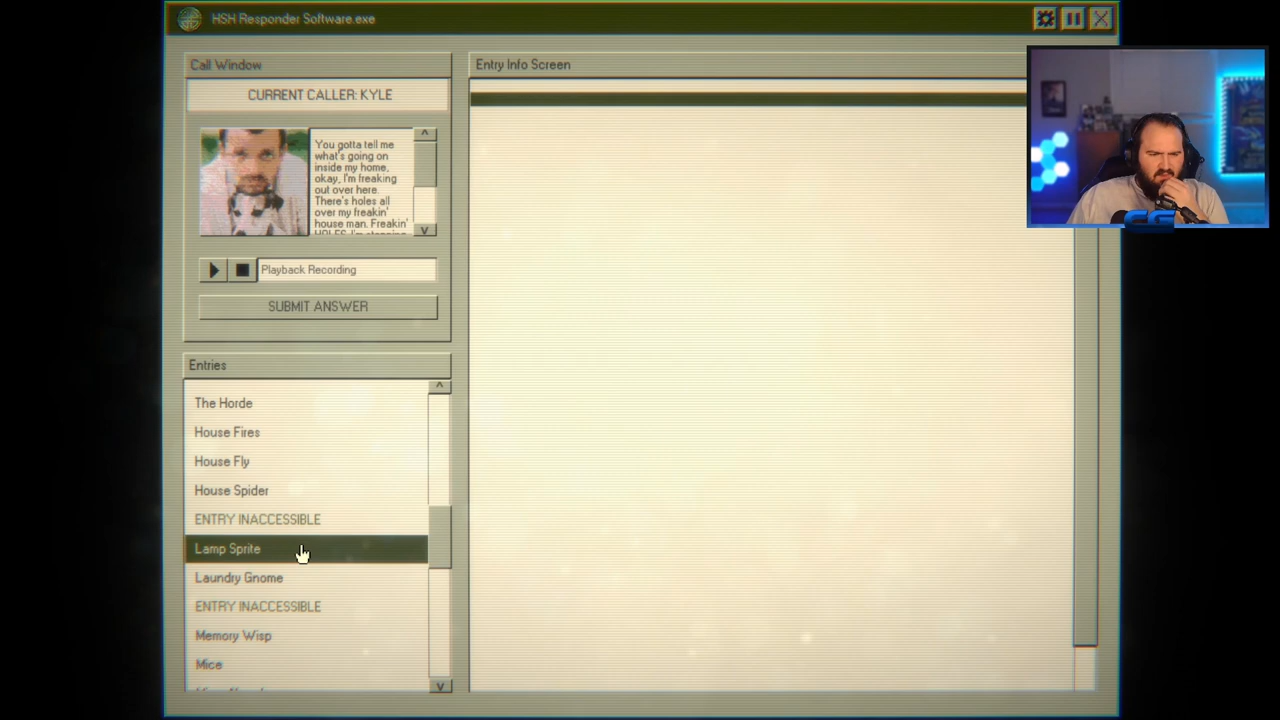 HSH Responder Software.exe
Call Window
CURRENT CALLER: KYLE
You gotta tell me
what's going on
inside my home,
okay, I'm freaking
out over here.
There's holes all
over my freakin'
house man. Freakin'
Playback Recording
SUBMIT ANSWER
Entries
The Horde
House Fires
House Fly
House Spider
ENTRY INACCESSIBLE
Lamp Sprite
Laundry Gnome
ENTRY INACCESSIBLE
Memory Wisp
Mice
Entry Info Screen
CG